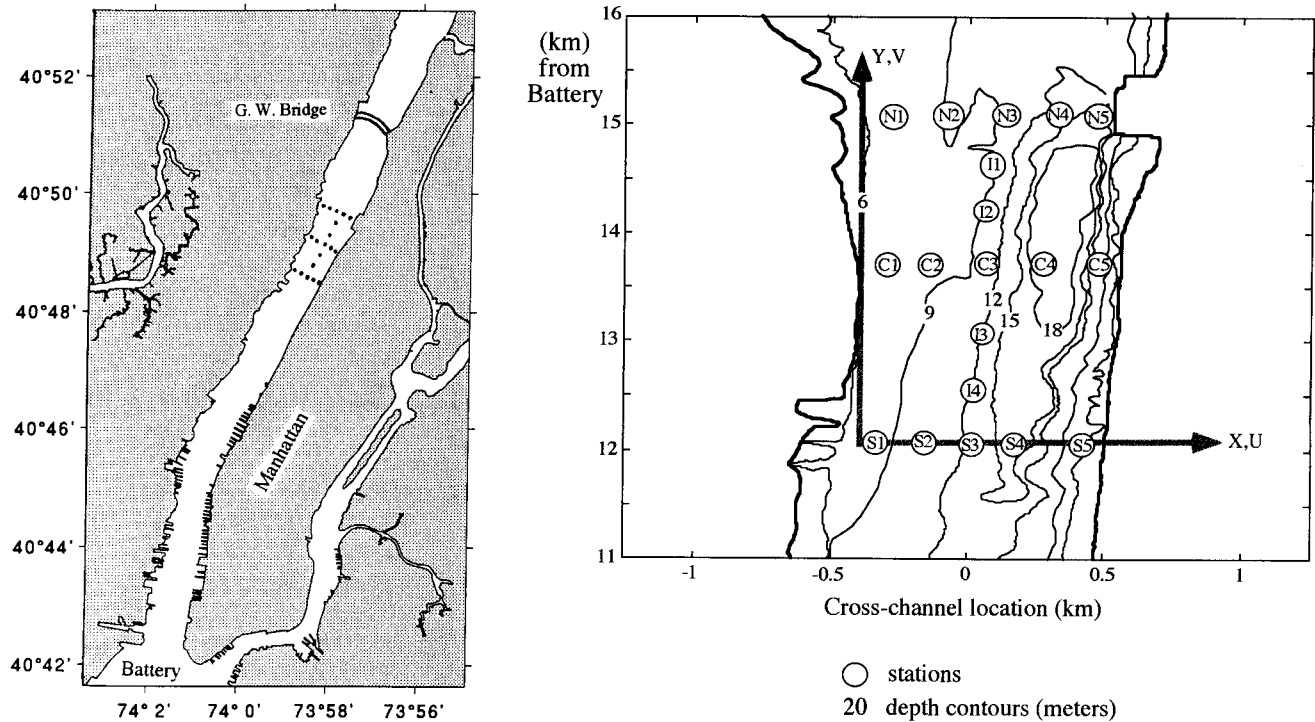 40°52'
40°50'
40°48'
40°46'
40°44'
40°42'
74° 2'
74° 0'
73°58'
73°56'
G. W. Bridge
Manhattan
Battery
(km)
from
Battery
16
15
14
13
12
11
Y,V
N1 N2 N3 N4 N5
I1
6
I2
C1 C2 C3 C4 C5
12
9 15 18
I3
I4
S1 S2 S3 S4 S5
X,U
-1 -0.5 0 0.5 1
Cross-channel location (km)
stations
20 depth contours (meters)